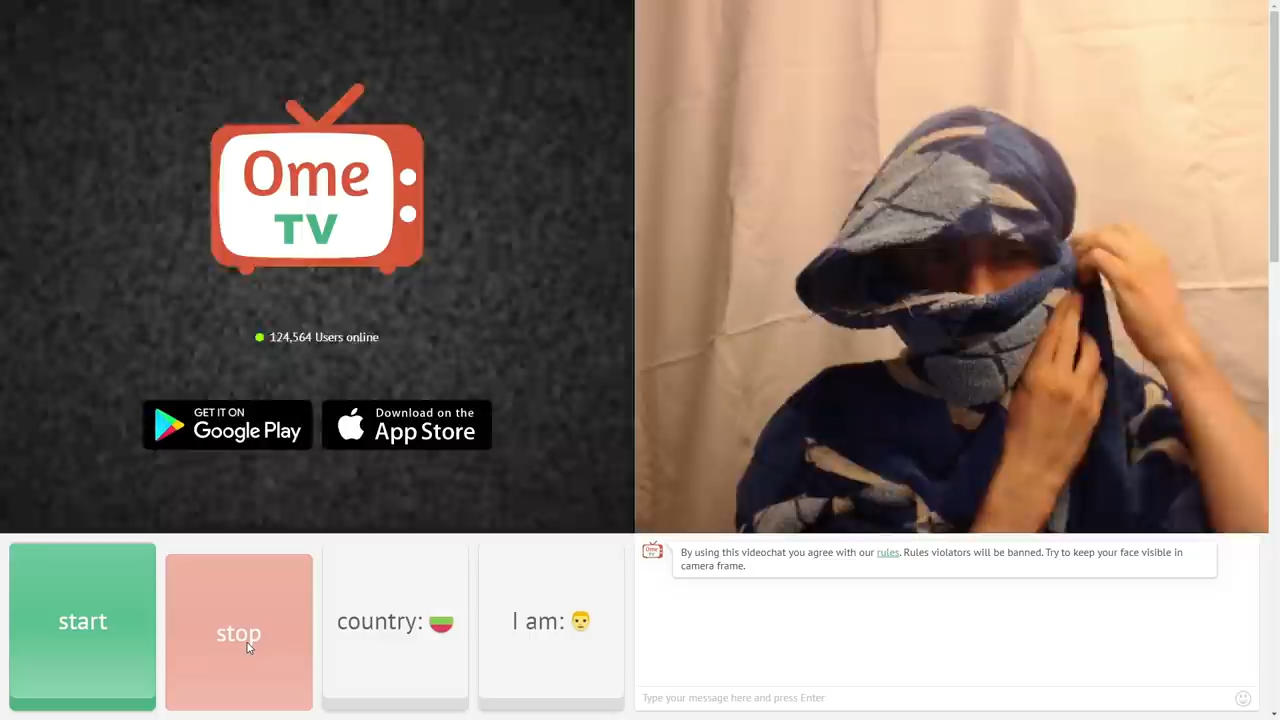 Ome
TV
124,564 Users online
GET IT ON
Google Play
Download on the
App Store
start
stop
country:
I am:
Ome
TV
By using this videochat you agree with our rules. Rules violators will be banned. Try to keep your face visible in
camera frame.
Type your message here and press Enter